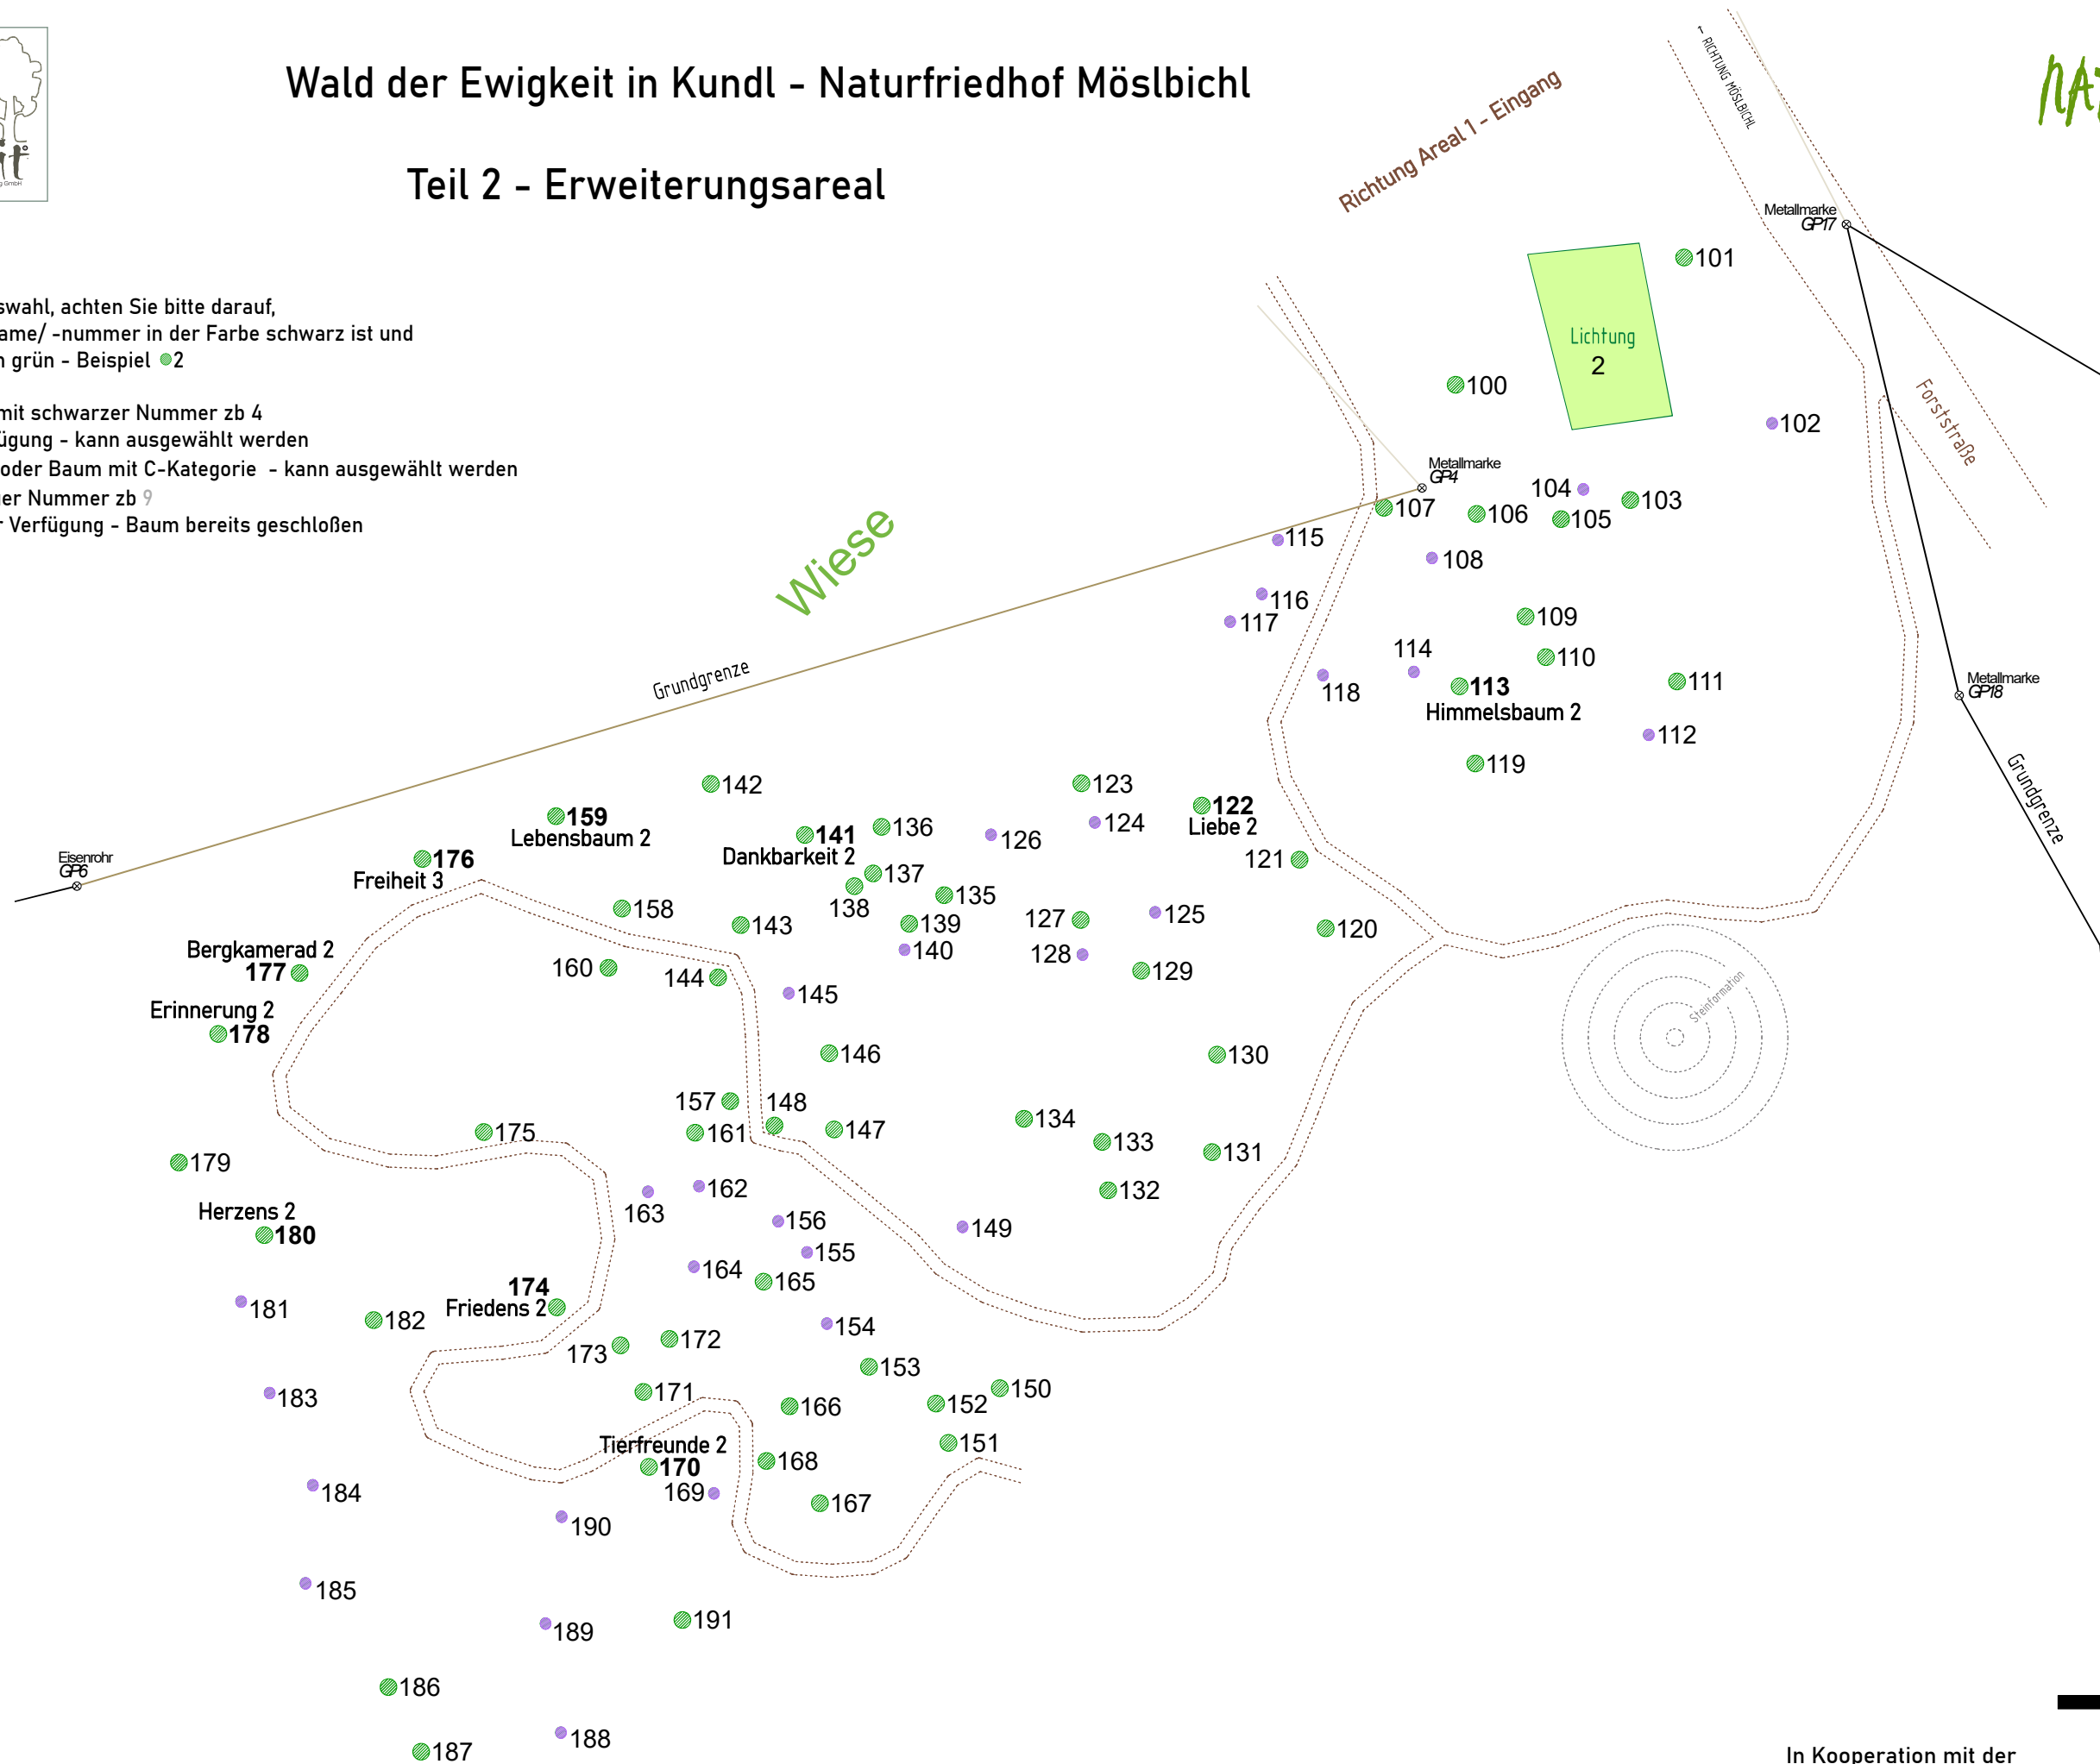 Wald der Ewigkeit in Kundl - Naturfriedhof Möslbichl
Teil 2 - Erweiterungsareal
← RICHTUNG MÖSLBICHL
Richtung Areal 1 - Eingang
Metallmarke
GP17
101
Lichtung
2
100
102
Forststraße
achten Sie bitte darauf,
-nummer in der Farbe schwarz ist und
grün - Beispiel 2
mit schwarzer Nummer zb 4
- kann ausgewählt werden
oder Baum mit C-Kategorie - kann ausgewählt werden
Nummer zb 9
Verfügung - Baum bereits geschloßen
GmbH
Metallmarke
GP4
104
103
107
106
105
115
108
Wiese
116
117
109
114
110
Grundgrenze
118
113
Himmelsbaum 2
111
Metallmarke
GP18
112
119
Grundgrenze
142
123
159
Lebensbaum 2
141
Dankbarkeit 2
136
126
124
122
Liebe 2
121
Eisenrohr
GP6
176
Freiheit 3
137
138
135
158
143
139
127
125
120
Bergkamerad 2
177
160
144
140
128
129
145
Steinformation
Erinnerung 2
178
146
130
157
148
175
161
147
134
133
131
179
162
132
163
Herzens 2
180
156
149
155
164
165
174
Friedens 2
181
182
154
173
172
153
183
171
166
152
150
Tierfreunde 2
170
151
168
184
169
167
190
185
189
191
186
188
187
In Kooperation mit der